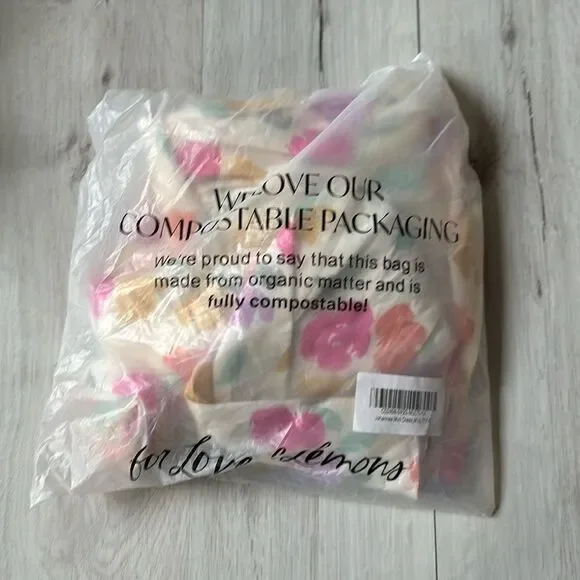 WE LOVE OUR
COMPOSTABLE PACKAGING
We're proud to say that this bag is
made from organic matter and is
fully compostable!
for Love & Lemons